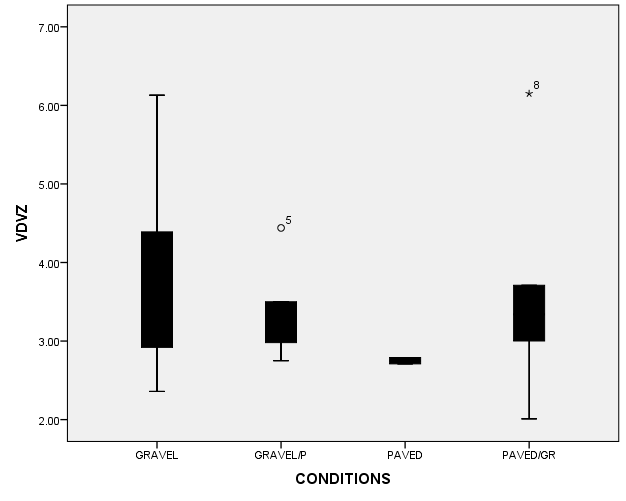 7.00
6.00
5.00
4.00
3.00
2.00
VDVZ
5
8
GRAVEL
GRAVEL/P
PAVED
PAVED/GR
CONDITIONS